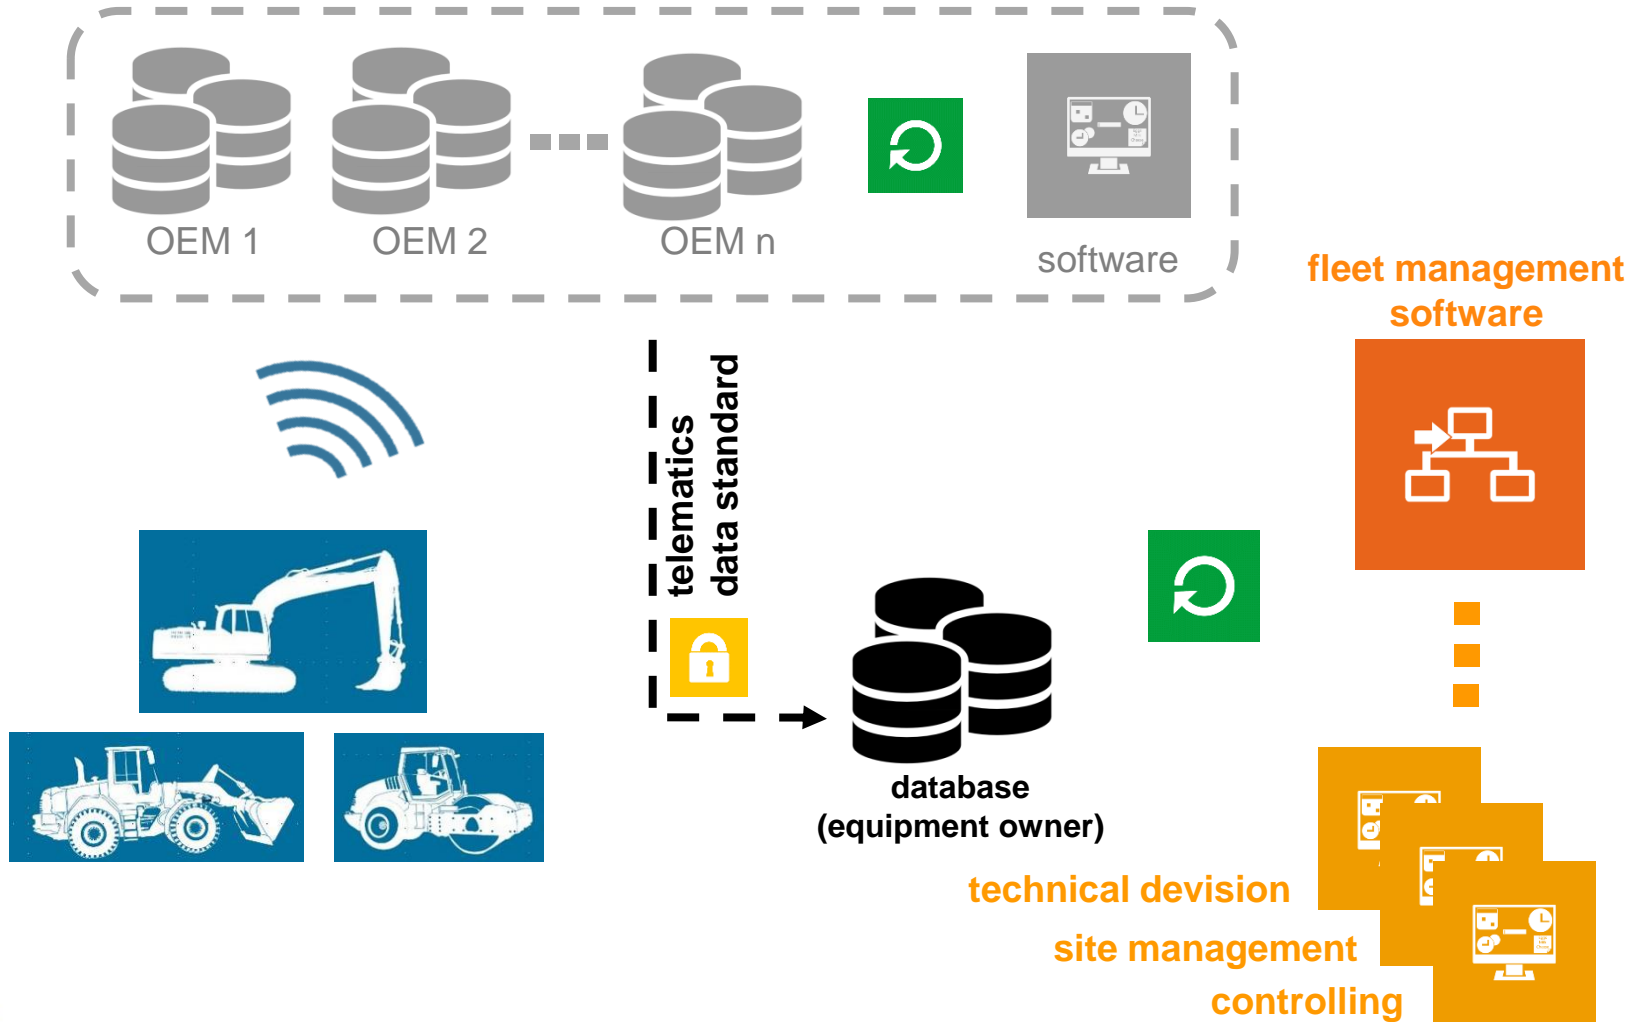 OEM 1
OEM 2
OEM n
software
fleet management
software
telematics
data standard
database
(equipment owner)
technical devision
site management
controlling